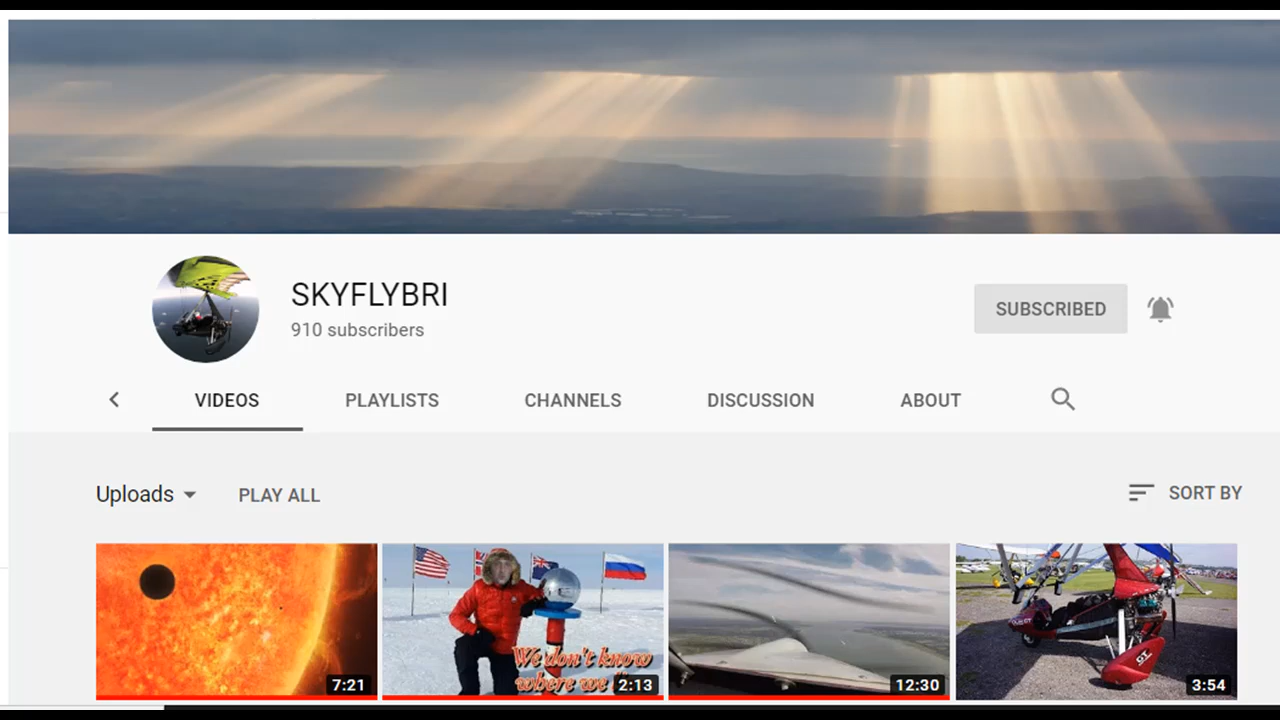 SKYFLYBRI
910 subscribers
SUBSCRIBED
VIDEOS
PLAYLISTS
CHANNELS
DISCUSSION
ABOUT
Uploads
PLAY ALL
SORT BY
We don't know
where we
7:21
2:13
12:30
3:54
GT